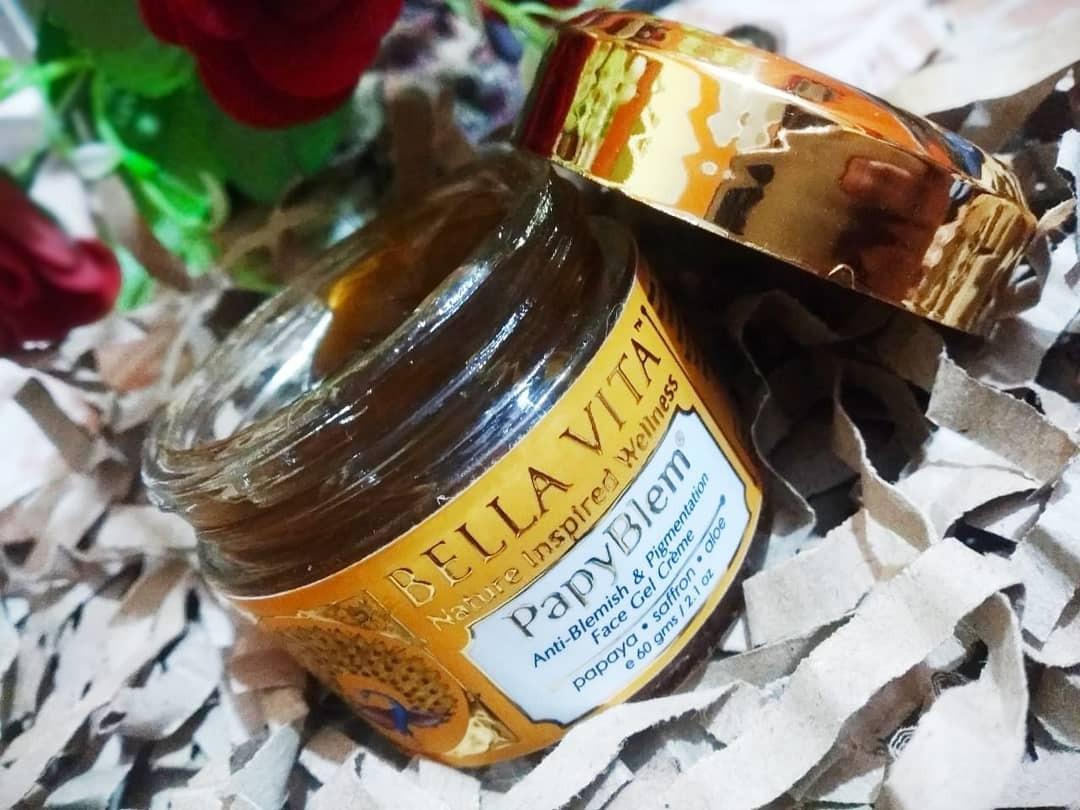 BELLA VITA™
Nature Inspired Wellness
PapyBlem®
Anti-Blemish & Pigmentation
Face Gel Crème
papaya • saffron • aloe
e 60 gms / 2.1 oz